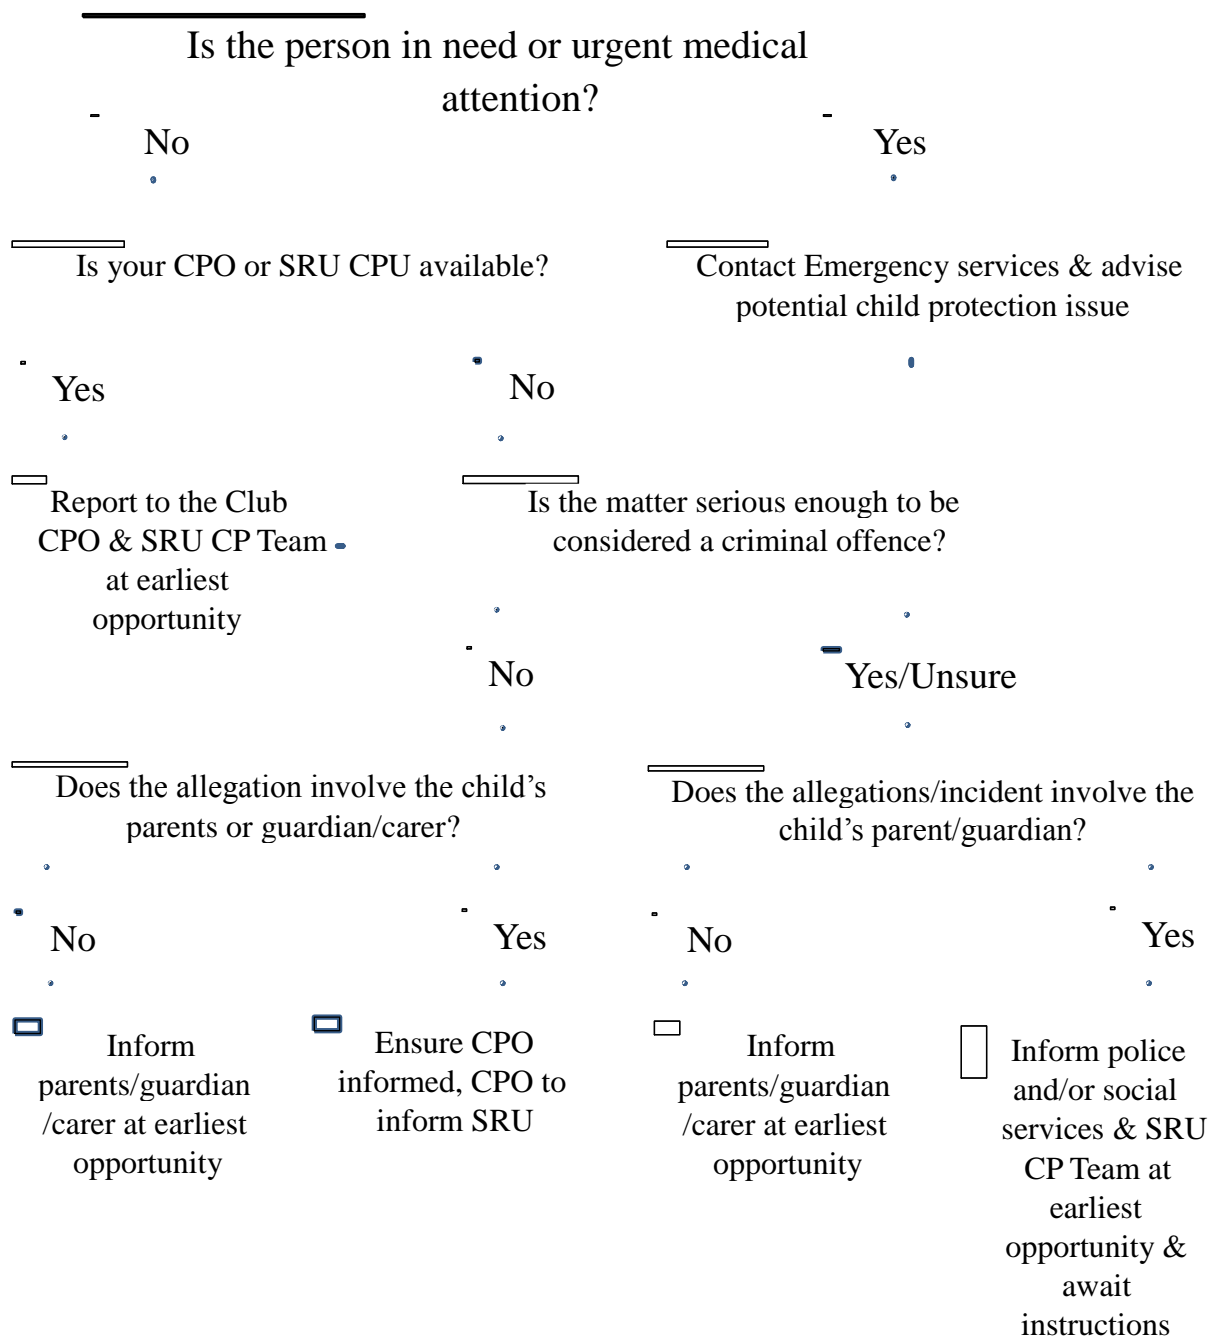 Is the person in need or urgent medical
attention?
No
Yes
Is your CPO or SRU CPU available?
Contact Emergency services & advise
potential child protection issue
Yes
No
Report to the Club
CPO & SRU CP Team
at earliest
opportunity
Is the matter serious enough to be
considered a criminal offence?
No
Yes/Unsure
Does the allegation involve the child’s
parents or guardian/carer?
Does the allegations/incident involve the
child’s parent/guardian?
No
Yes
No
Yes
Inform
parents/guardian
/carer at earliest
opportunity
Ensure CPO
informed, CPO to
inform SRU
Inform
parents/guardian
/carer at earliest
opportunity
Inform police
and/or social
services & SRU
CP Team at
earliest
opportunity &
await
instructions